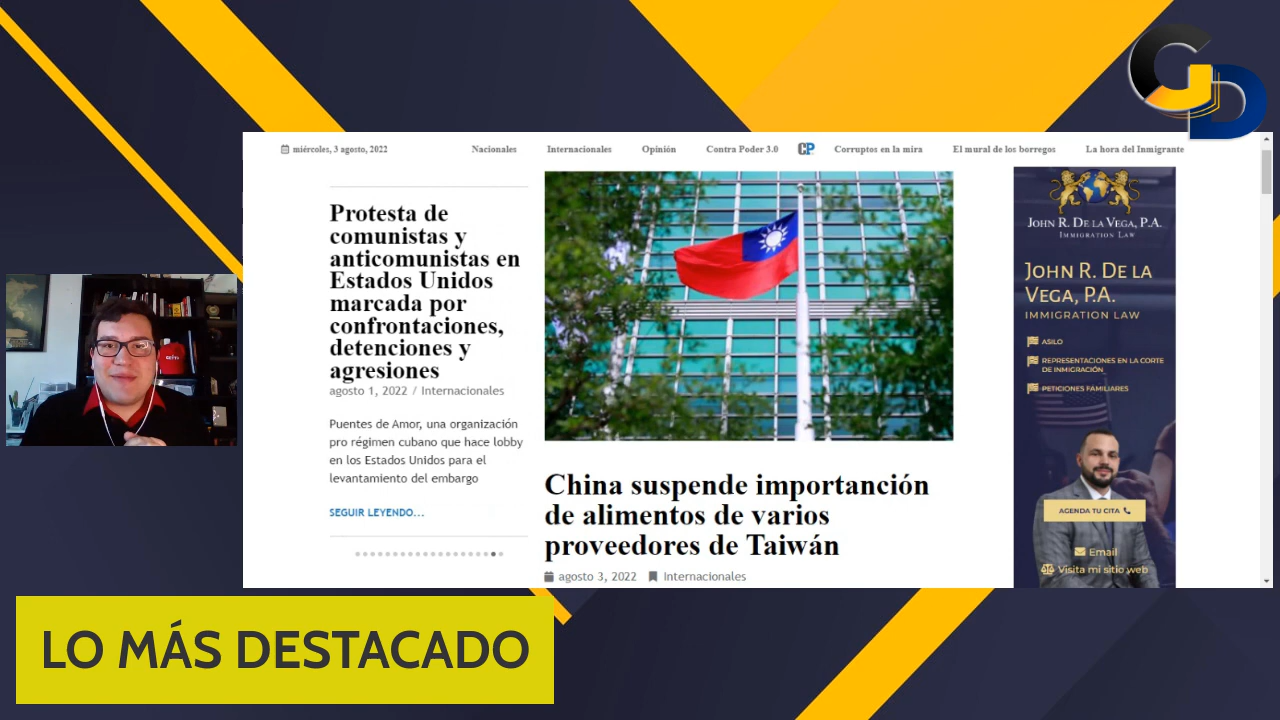 GD
miércoles, 3 agosto, 2022
Nacionales
Internacionales
Opinión
Contra Poder 3.0
CP
Corruptos en la mira
El mural de los borregos
La hora del Inmigrante
Protesta de
comunistas y
anticomunistas en
Estados Unidos
marcada por
confrontaciones,
detenciones y
agresiones
agosto 1, 2022 / Internacionales
Puentes de Amor, una organización
pro régimen cubano que hace lobby
en los Estados Unidos para el
levantamiento del embargo
SEGUIR LEYENDO...
China suspende importanción
de alimentos de varios
proveedores de Taiwán
agosto 3, 2022 Internacionales
John R. De la Vega, P.A.
Immigration Law
John R. De la
Vega, P.A.
Immigration Law
ASILO
REPRESENTACIONES EN LA CORTE
DE INMIGRACIÓN
PETICIONES FAMILIARES
AGENDA TU CITA
Email
Visita mi sitio web
LO MÁS DESTACADO